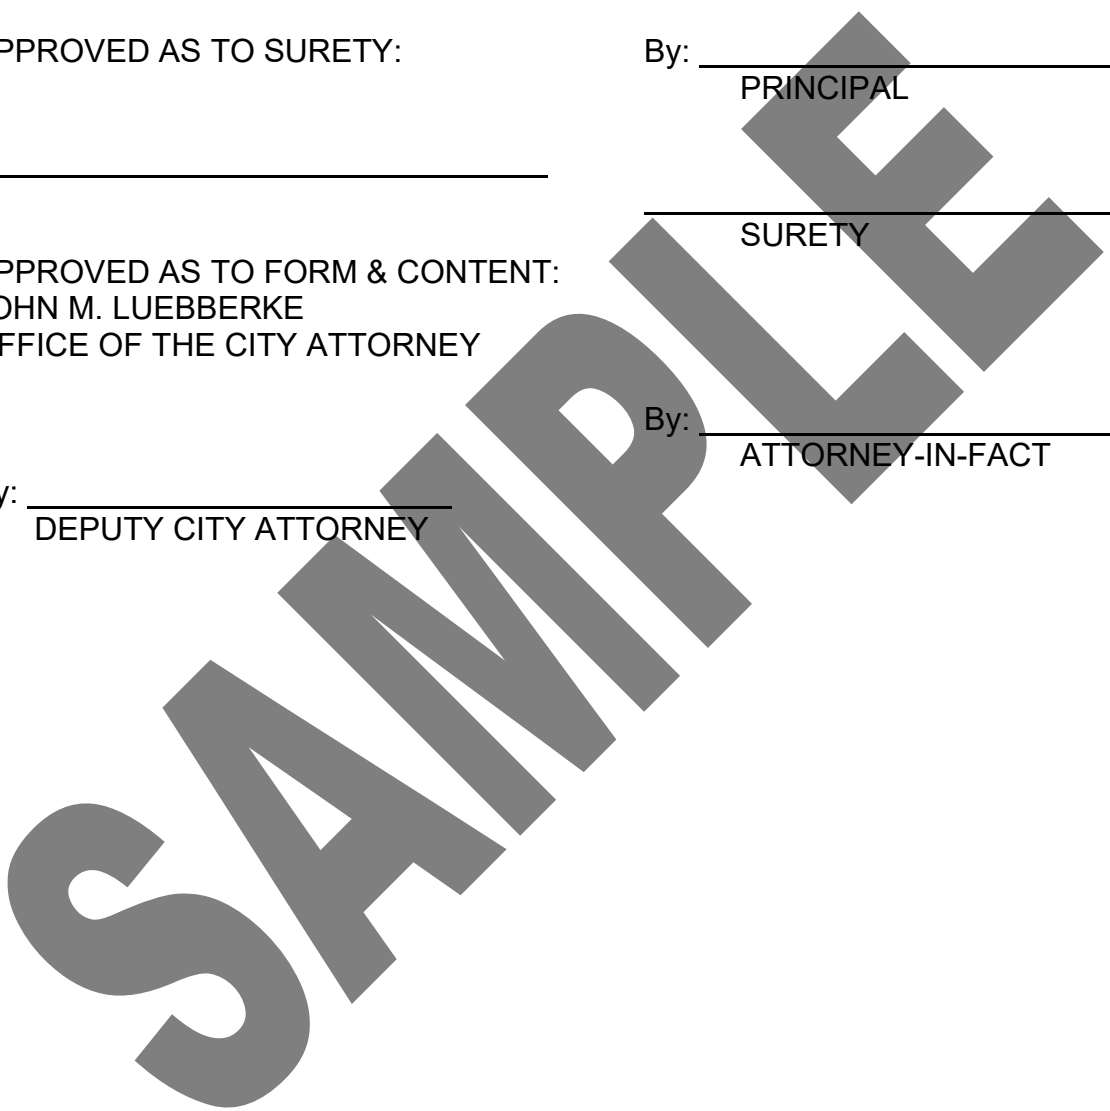 PPROVED AS TO SURETY:
By:
PRINCIPAL
SURETY
PPROVED AS TO FORM & CONTENT:
OHN M. LUEBBERKE
FFICE OF THE CITY ATTORNEY
By:
ATTORNEY-IN-FACT
y:
DEPUTY CITY ATTORNEY
SAMPLE